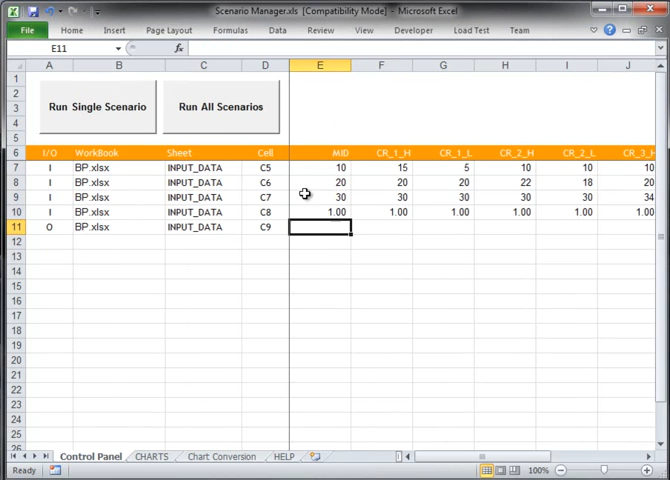 Scenario Manager.xls [Compatibility Mode] - Microsoft Excel
File Home Insert Page Layout Formulas Data Review View Developer Load Test Team
E11 fx
A B C D E F G H I J
1
2
3 Run Single Scenario Run All Scenarios
4
5
6 I/O WorkBook Sheet Cell MID CR_1_H CR_1_L CR_2_H CR_2_L CR_3_H
7 I BP.xlsx INPUT_DATA C5 10 15 5 10 10 10
8 I BP.xlsx INPUT_DATA C6 20 20 20 22 18 20
9 I BP.xlsx INPUT_DATA C7 30 30 30 30 30 34
10 I BP.xlsx INPUT_DATA C8 1.00 1.00 1.00 1.00 1.00 1.00
11 O BP.xlsx INPUT_DATA C9
12
13
14
15
16
17
18
19
20
21
22
23
24
25
26
Control Panel CHARTS Chart Conversion HELP
Ready 100%